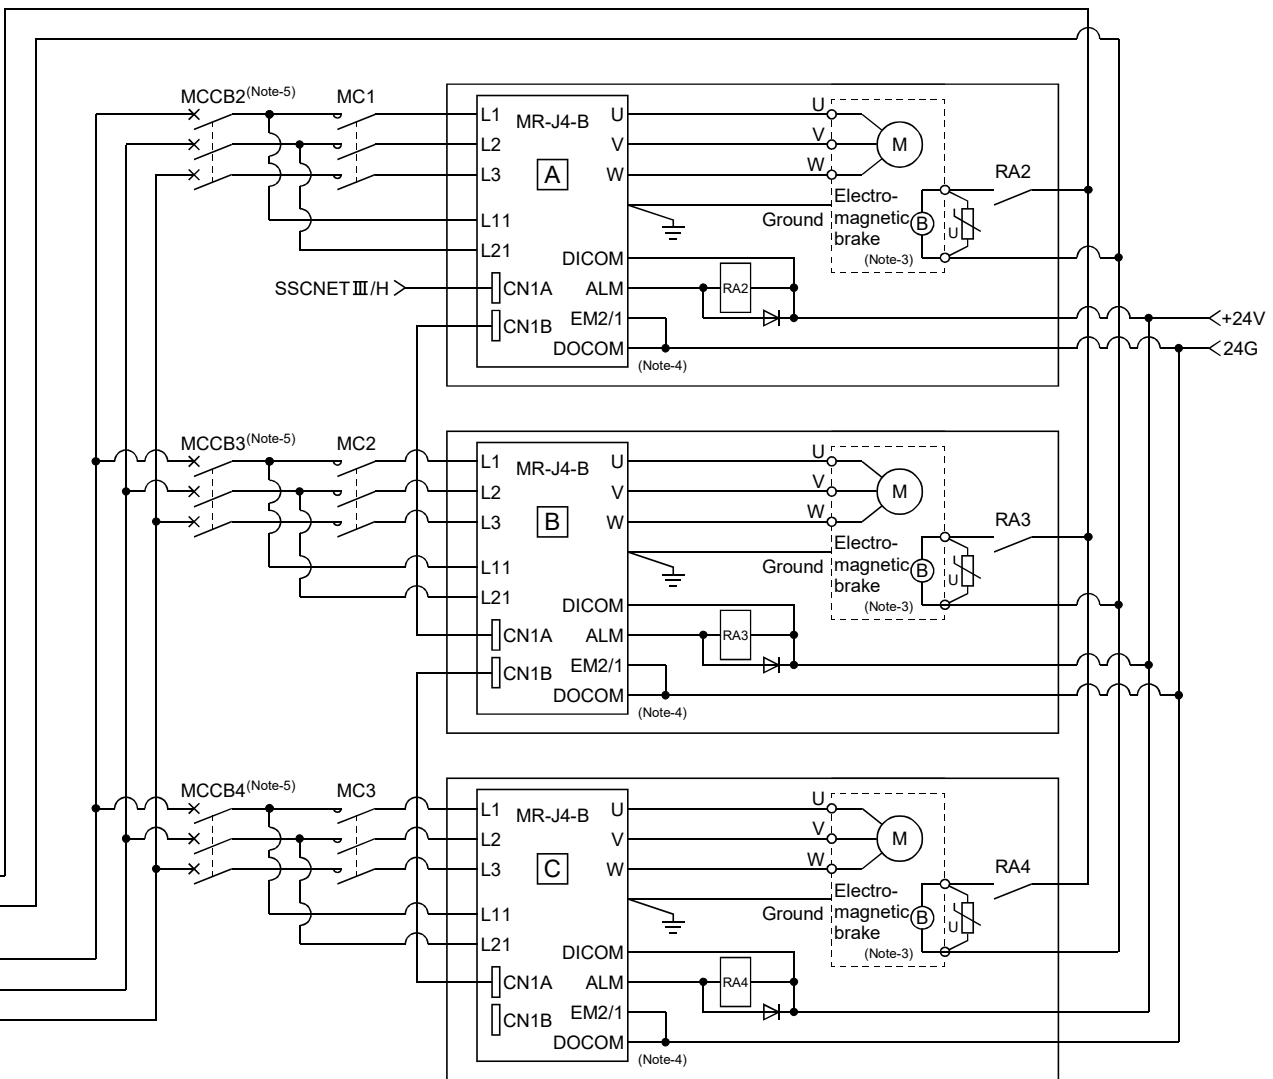 MCCB2(Note-5) MC1
L1 MR-J4-B U U
L2 V V M
L3 A W W RA2
Electro-
L11 Ground magnetic B U
brake
L21 DICOM (Note-3)
SSCNETⅢ/H CN1A ALM RA2
CN1B EM2/1 +24V
DOCOM 24G
(Note-4)
MCCB3(Note-5) MC2
L1 MR-J4-B U U
L2 V V M
L3 B W W RA3
Electro-
L11 Ground magnetic B U
brake
L21 DICOM (Note-3)
CN1A ALM RA3
CN1B EM2/1
DOCOM
(Note-4)
MCCB4(Note-5) MC3
L1 MR-J4-B U U
L2 V V M
L3 C W W RA4
Electro-
L11 Ground magnetic B U
brake
L21 DICOM (Note-3)
CN1A ALM RA4
CN1B EM2/1
DOCOM
(Note-4)